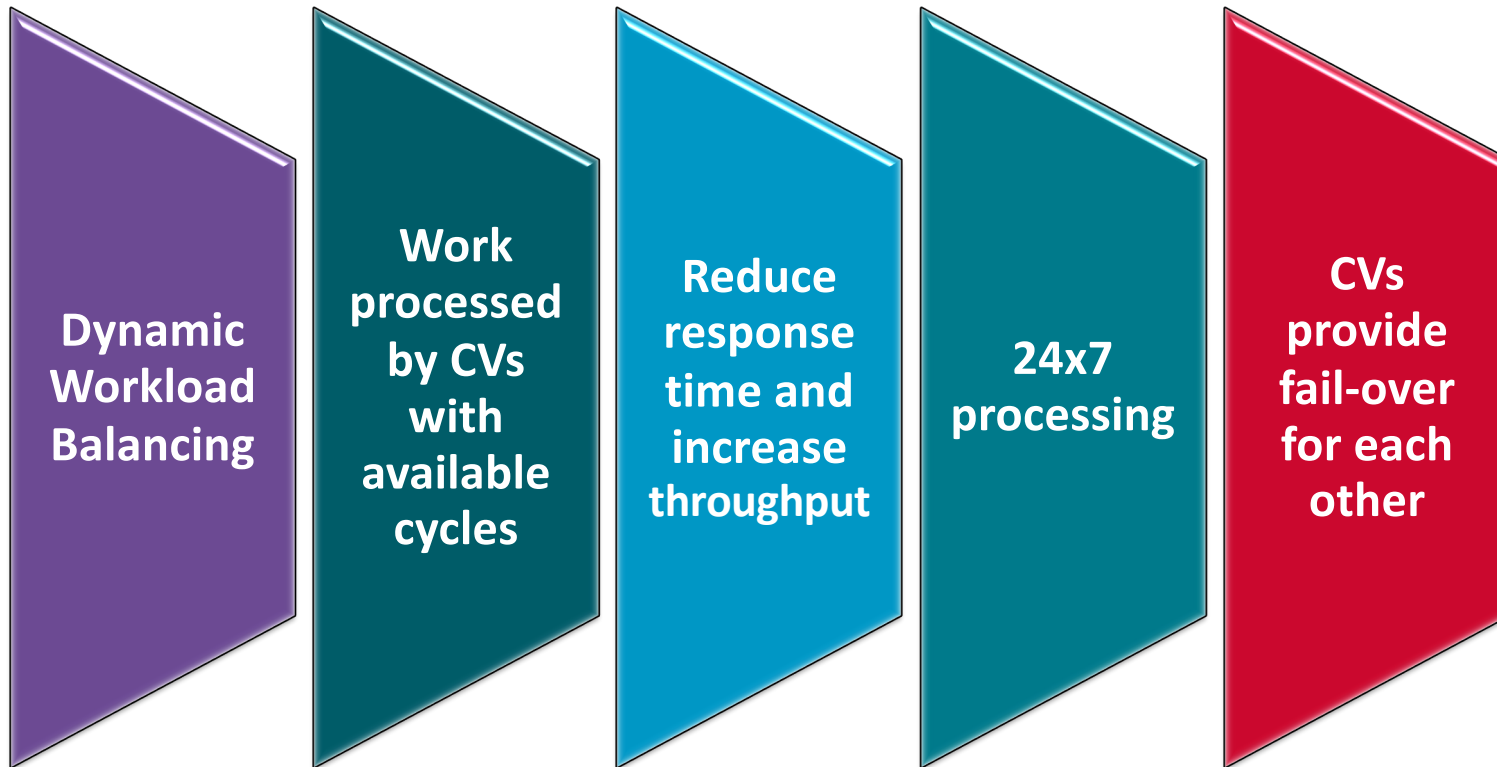 Dynamic
Workload
Balancing
Work
processed
by CVs
with
available
cycles
Reduce
response
time and
increase
throughput
24x7
processing
CVs
provide
fail-over
for each
other